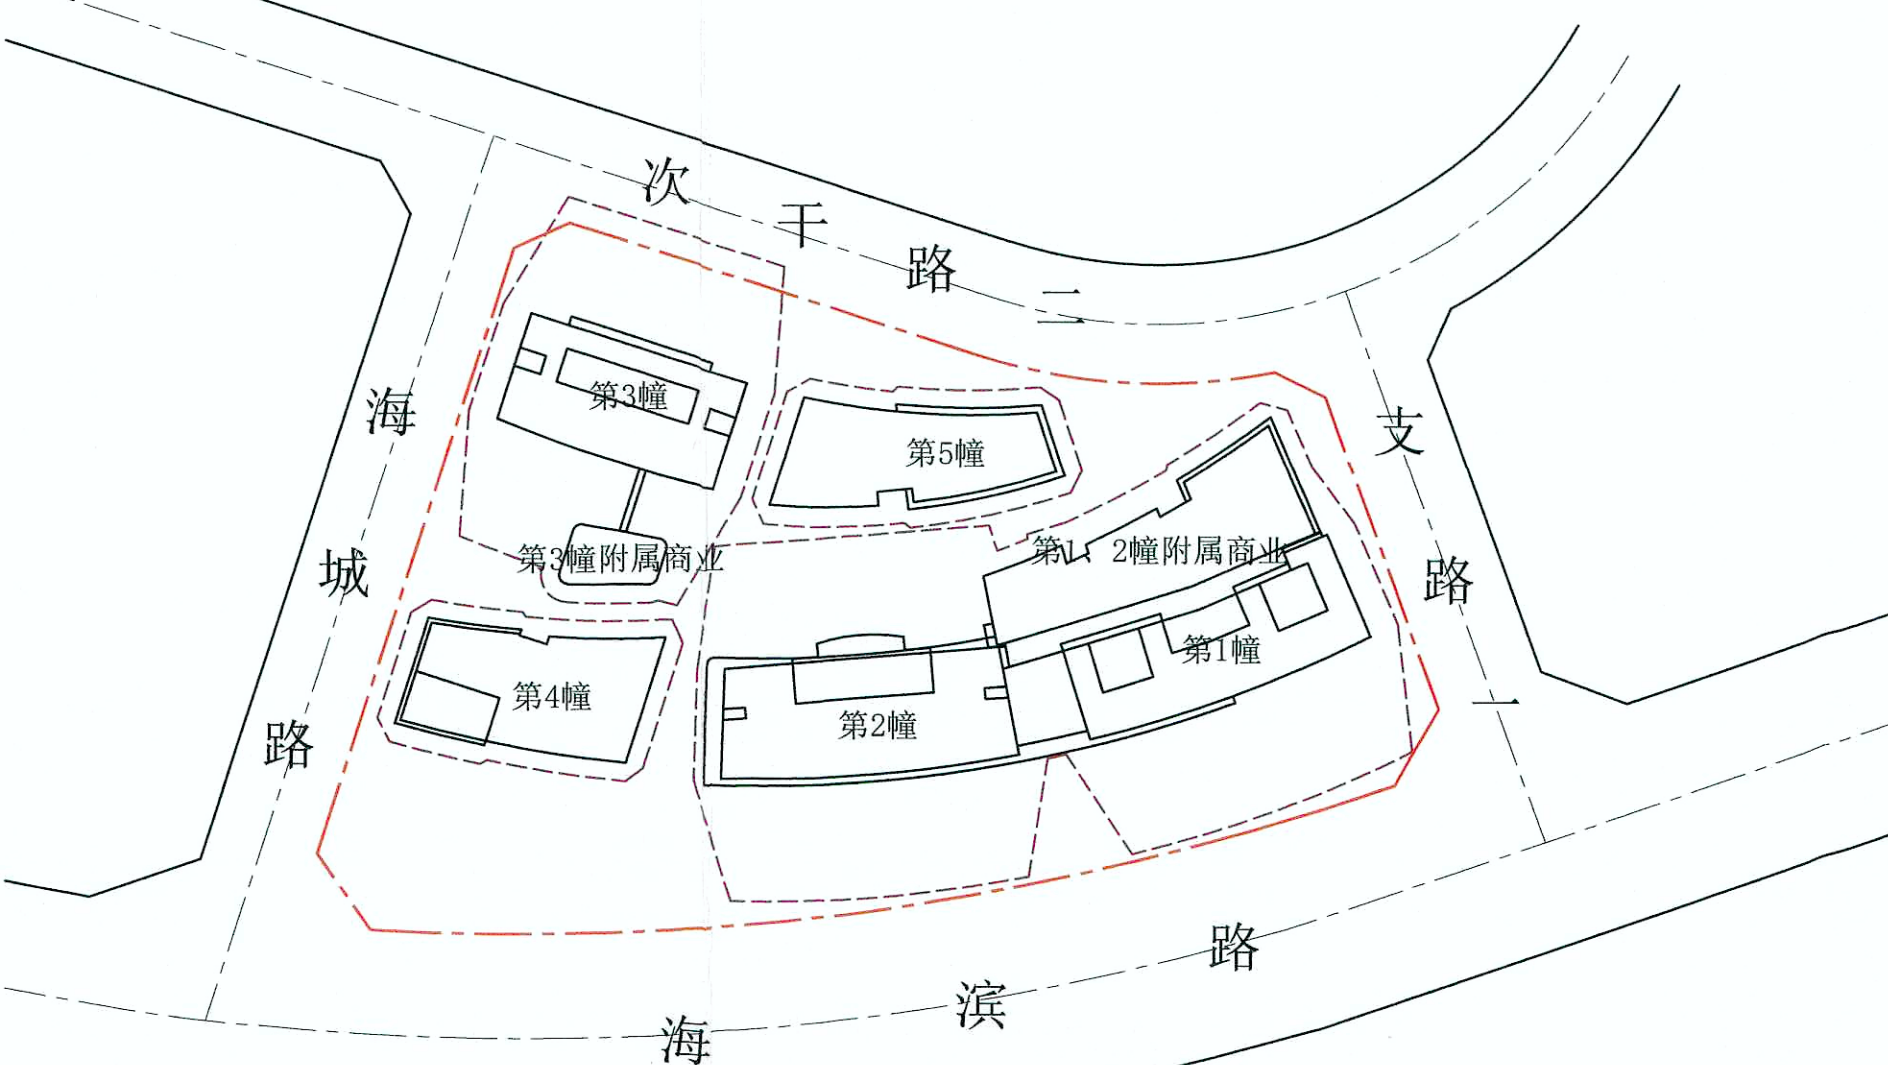 次干路二
海城路
支路一
第3幢
第5幢
第3幢附属商业
第1、2幢附属商业
第4幢
第1幢
第2幢
海滨路